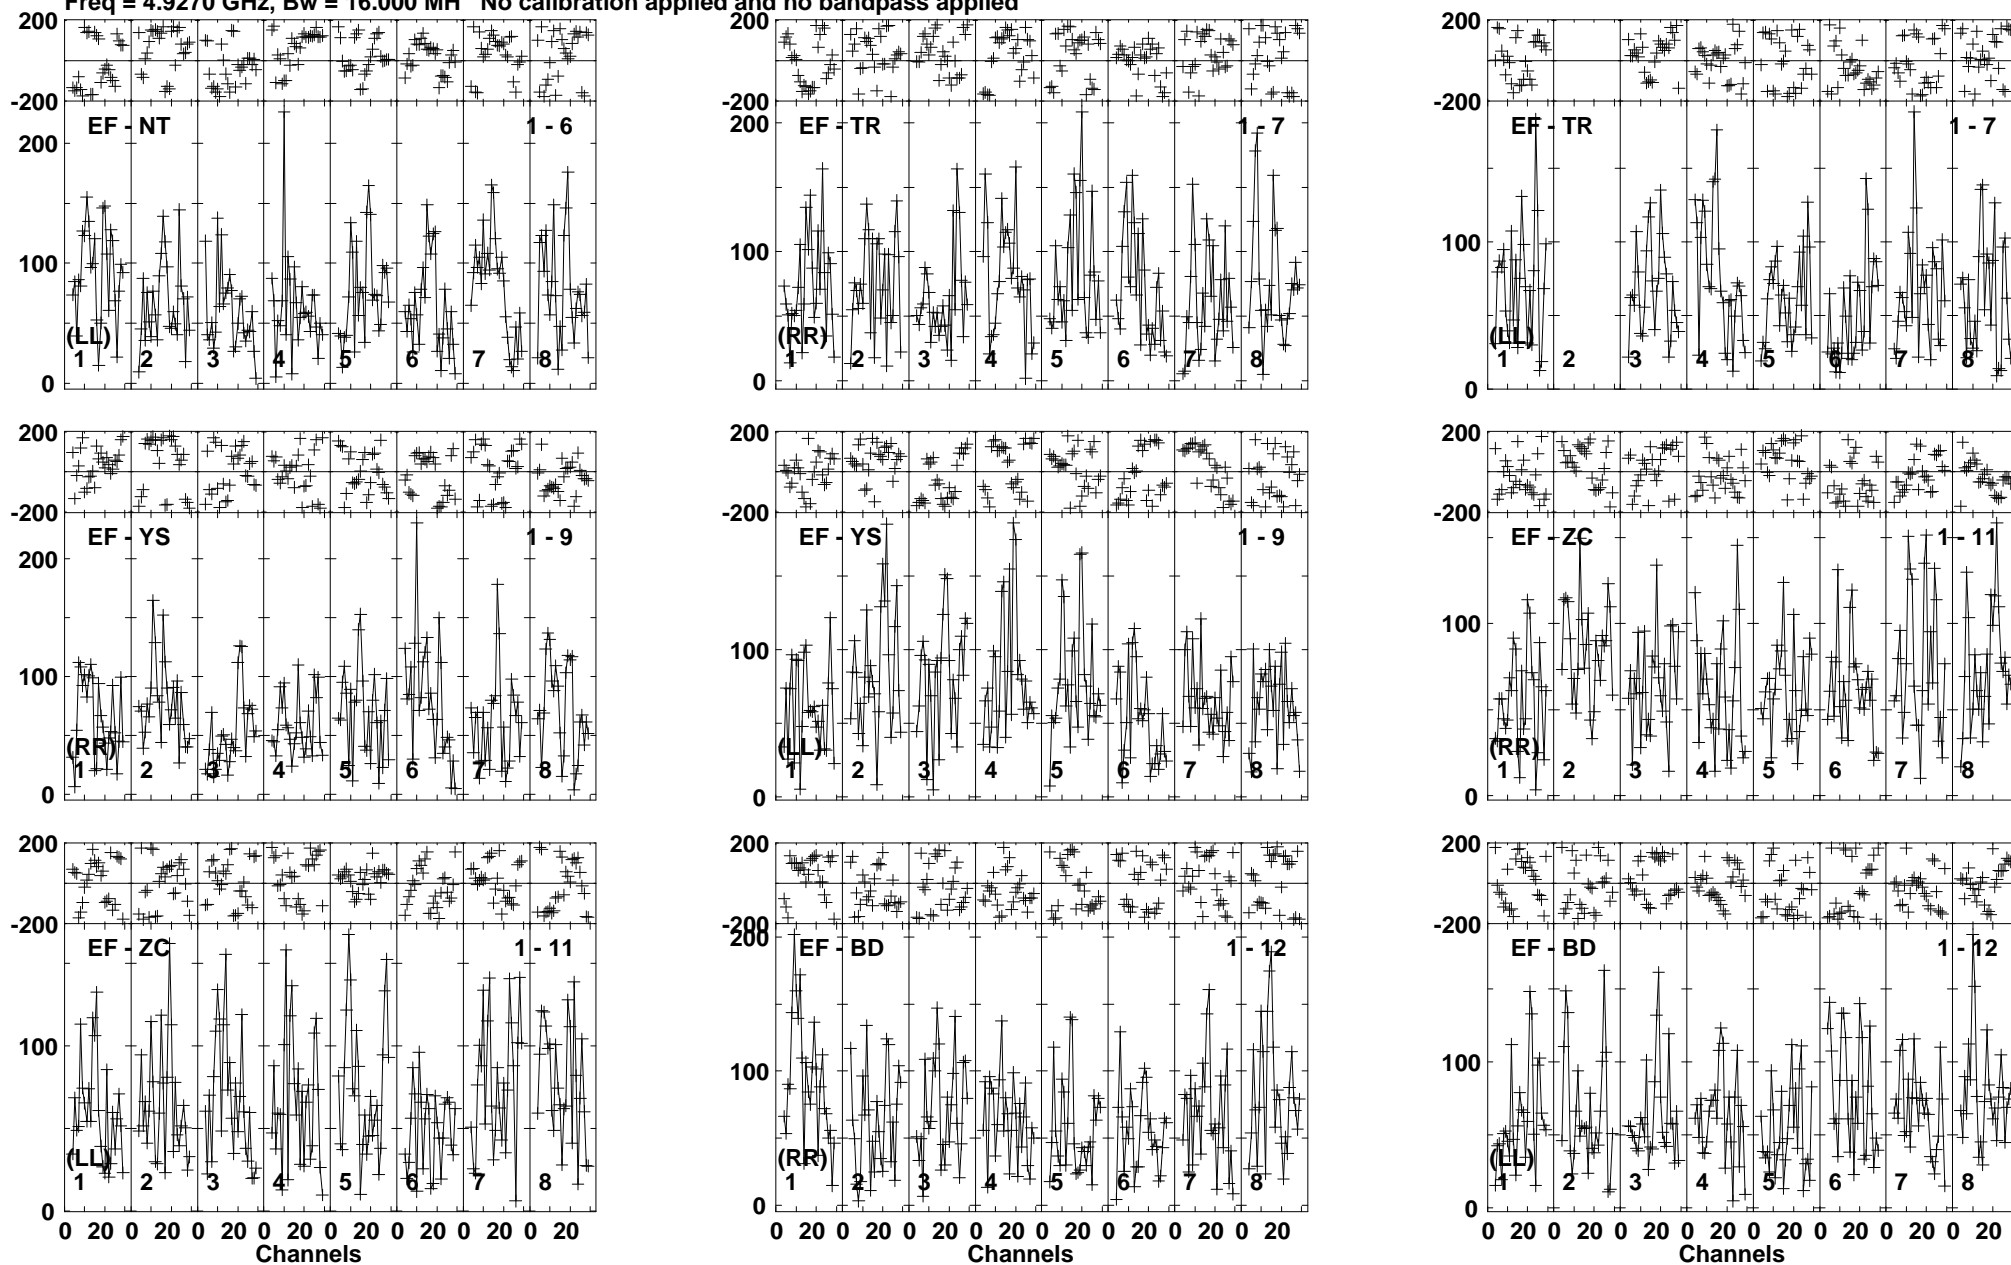 Freq = 4.9270 GHz, Bw = 16.000 MH No calibration applied and no bandpass applied
200 200 200
-200 -200 -200
EF - NT 1 - 6 EF - TR 1 - 7 EF - TR 1 - 7
200 200
100 100 100
(LL) (RR) (LL)
1 2 3 4 5 6 7 8 1 2 3 4 5 6 7 8 1 2 3 4 5 6 7 8
0 0 0
200 200 200
-200 -200 -200
EF - YS 1 - 9 EF - YS 1 - 9 EF - ZC 1 - 11
200
100 100 100
(RR) (LL) (RR)
1 2 3 4 5 6 7 8 1 2 3 4 5 6 7 8 1 2 3 4 5 6 7 8
0 0 0
200 200 200
-200 -200 -200
EF - ZC 1 - 11 200 EF - BD 1 - 12 EF - BD 1 - 12
100 100 100
(LL) (RR) (LL)
1 2 3 4 5 6 7 8 1 2 3 4 5 6 7 8 1 2 3 4 5 6 7 8
0 0 0
0 20 0 20 0 20 0 20 0 20 0 20 0 20 0 20 0 20 0 20 0 20 0 20 0 20 0 20 0 20 0 20 0 20 0 20 0 20 0 20 0 20 0 20 0 20 0 20
Channels Channels Channels